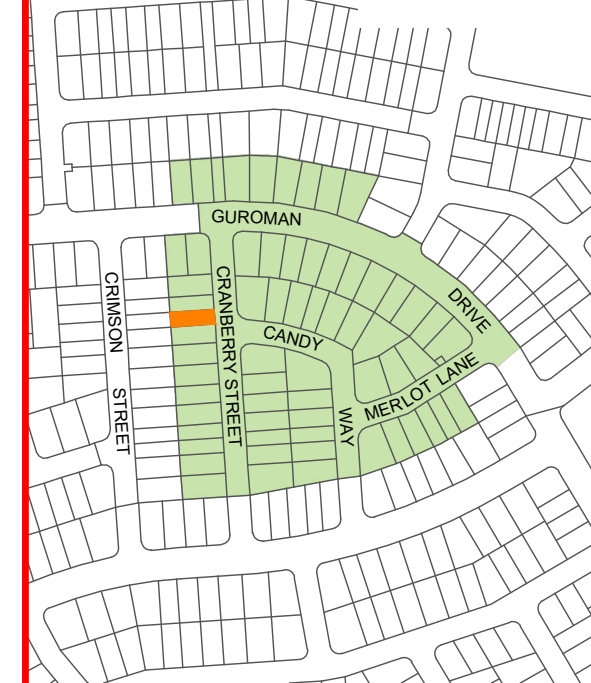 GUROMAN
DRIVE
CRIMSON STREET
CRANBERRY STREET
CANDY
WAY
MERLOT LANE